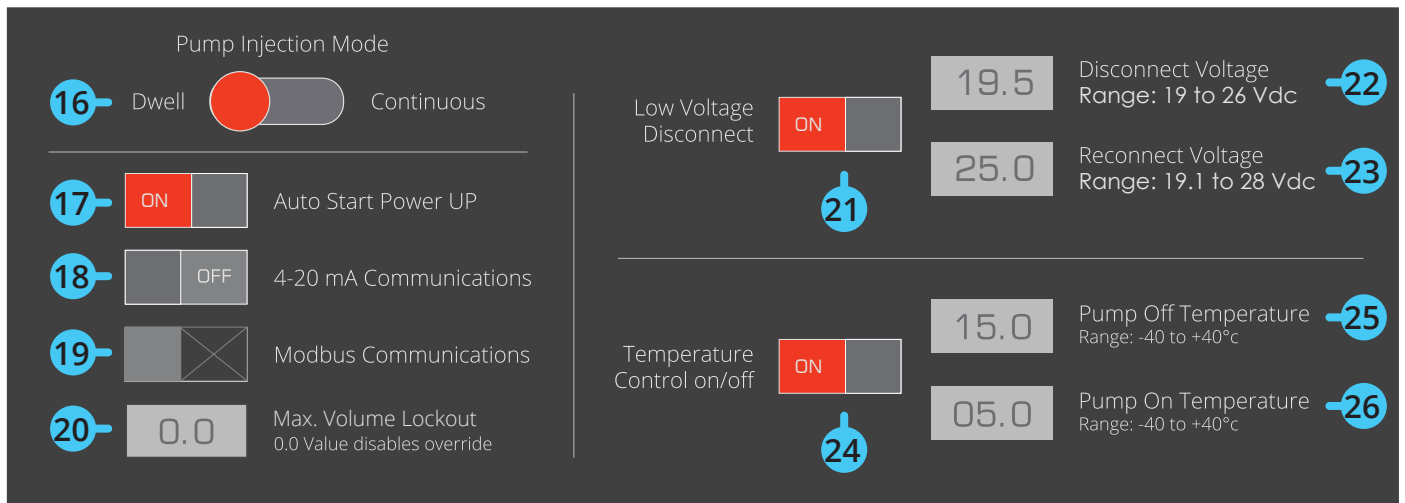 Pump Injection Mode
16 Dwell Continuous
17 ON Auto Start Power UP
18 OFF 4-20 mA Communications
19 Modbus Communications
20 0.0 Max. Volume Lockout
0.0 Value disables override
Low Voltage
Disconnect
ON
21
19.5 Disconnect Voltage
Range: 19 to 26 Vdc
22
25.0 Reconnect Voltage
Range: 19.1 to 28 Vdc
23
Temperature
Control on/off
ON
24
15.0 Pump Off Temperature
Range: -40 to +40°c
25
05.0 Pump On Temperature
Range: -40 to +40°c
26